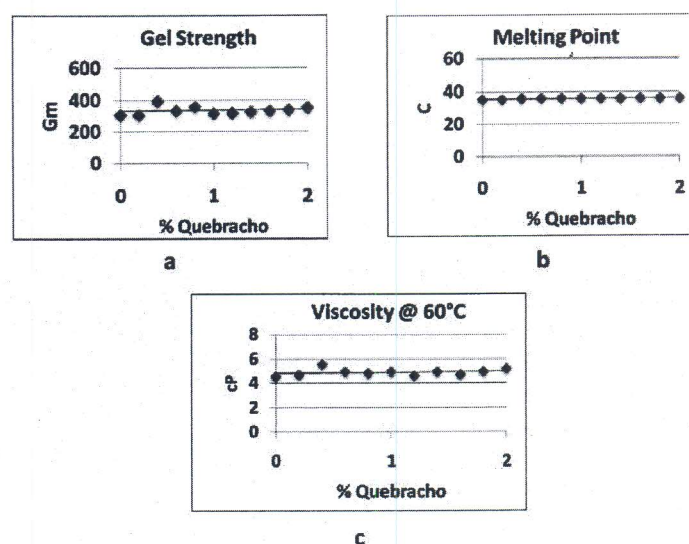 Gel Strength
600
400
200
0
Gm
0 1 2
% Quebracho
a
Melting Point
60
40
20
0
C
0 1 2
% Quebracho
b
Viscosity @ 60°C
8
6
4
2
0
cP
0 1 2
% Quebracho
c